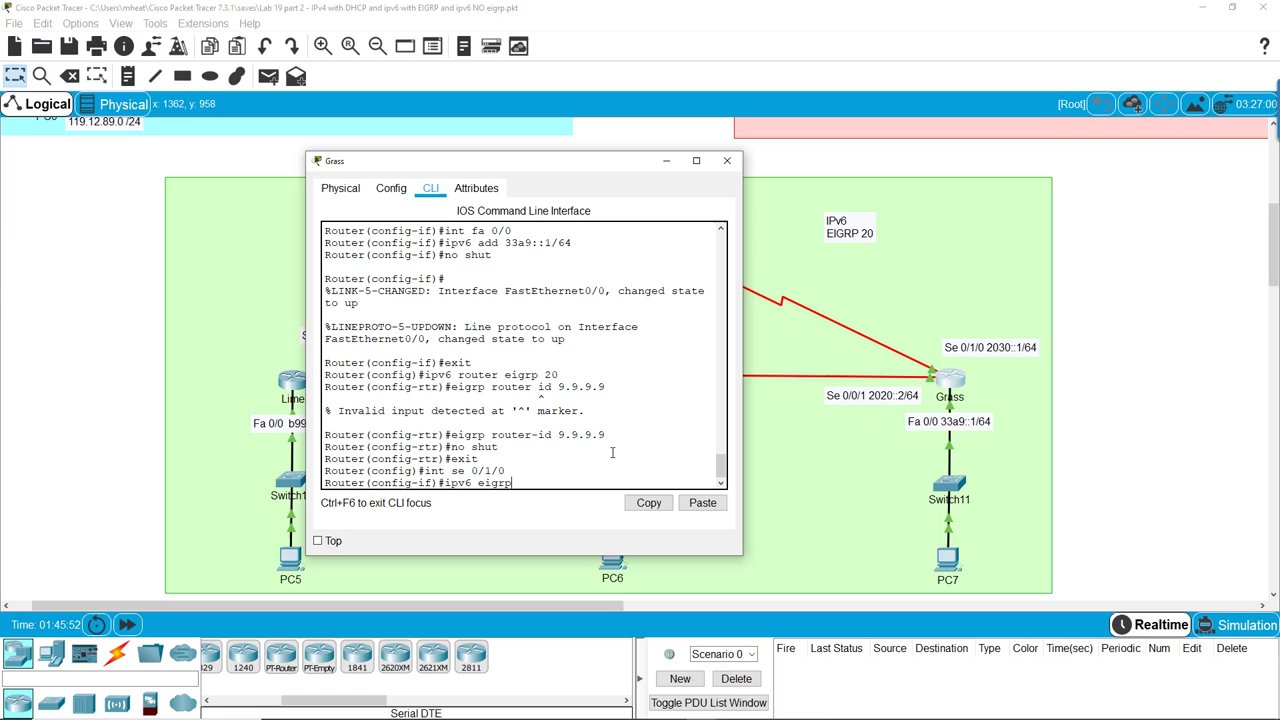 Cisco Packet Tracer - C:\Users\mheat\Cisco Packet Tracer 7.3.1\saves\Lab 19 part 2 - IPv4 with DHCP and ipv6 with EIGRP and ipv6 NO eigrp.pkt
File Edit Options View Tools Extensions Help
Logical Physical x: 1362, y: 958 [Root] 03:27:00
119.12.89.0 /24
Grass
Physical Config CLI Attributes
IOS Command Line Interface
Router(config-if)#int fa 0/0
Router(config-if)#ipv6 add 33a9::1/64
Router(config-if)#no shut
Router(config-if)#
%LINK-5-CHANGED: Interface FastEthernet0/0, changed state
to up
%LINEPROTO-5-UPDOWN: Line protocol on Interface
FastEthernet0/0, changed state to up
Router(config-if)#exit
Router(config)#ipv6 router eigrp 20
Router(config-rtr)#eigrp router id 9.9.9.9
^
% Invalid input detected at '^' marker.
Router(config-rtr)#eigrp router-id 9.9.9.9
Router(config-rtr)#no shut
Router(config-rtr)#exit
Router(config)#int se 0/1/0
Router(config-if)#ipv6 eigrp
Ctrl+F6 to exit CLI focus
Copy Paste
Top
IPv6
EIGRP 20
Se 0/1/0 2030::1/64
Se 0/0/1 2020::2/64
Grass
Fa 0/0 33a9::1/64
Switch11
PC7
Lime
Fa 0/0 b99
Switch1
PC5
PC6
Time: 01:45:52
Realtime Simulation
329 1240 PT-Router PT-Empty 1841 2620XM 2621XM 2811
Serial DTE
Scenario 0
New Delete
Toggle PDU List Window
Fire Last Status Source Destination Type Color Time(sec) Periodic Num Edit Delete